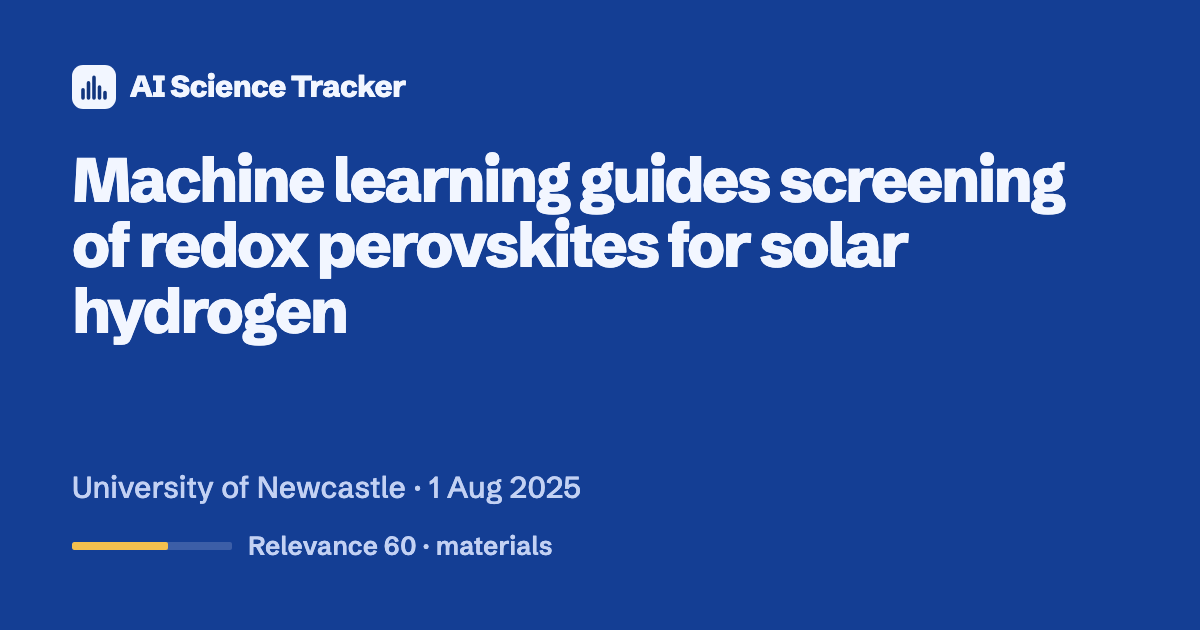 AI Science Tracker
Machine learning guides screening
of redox perovskites for solar
hydrogen
University of Newcastle · 1 Aug 2025
Relevance 60 · materials